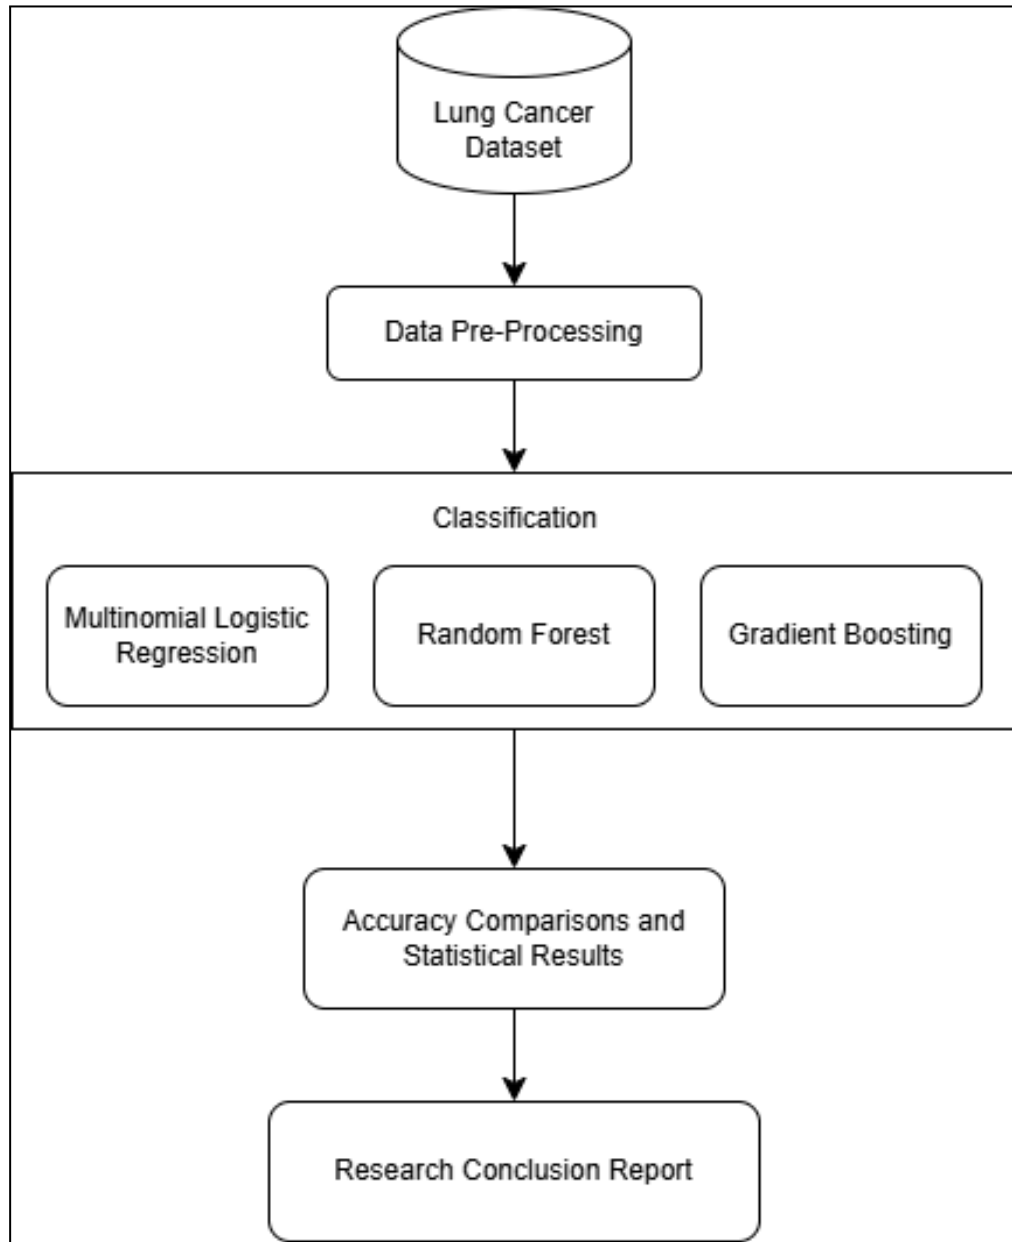 Lung Cancer
Dataset
Data Pre-Processing
Classification
Multinomial Logistic
Regression
Random Forest
Gradient Boosting
Accuracy Comparisons and
Statistical Results
Research Conclusion Report